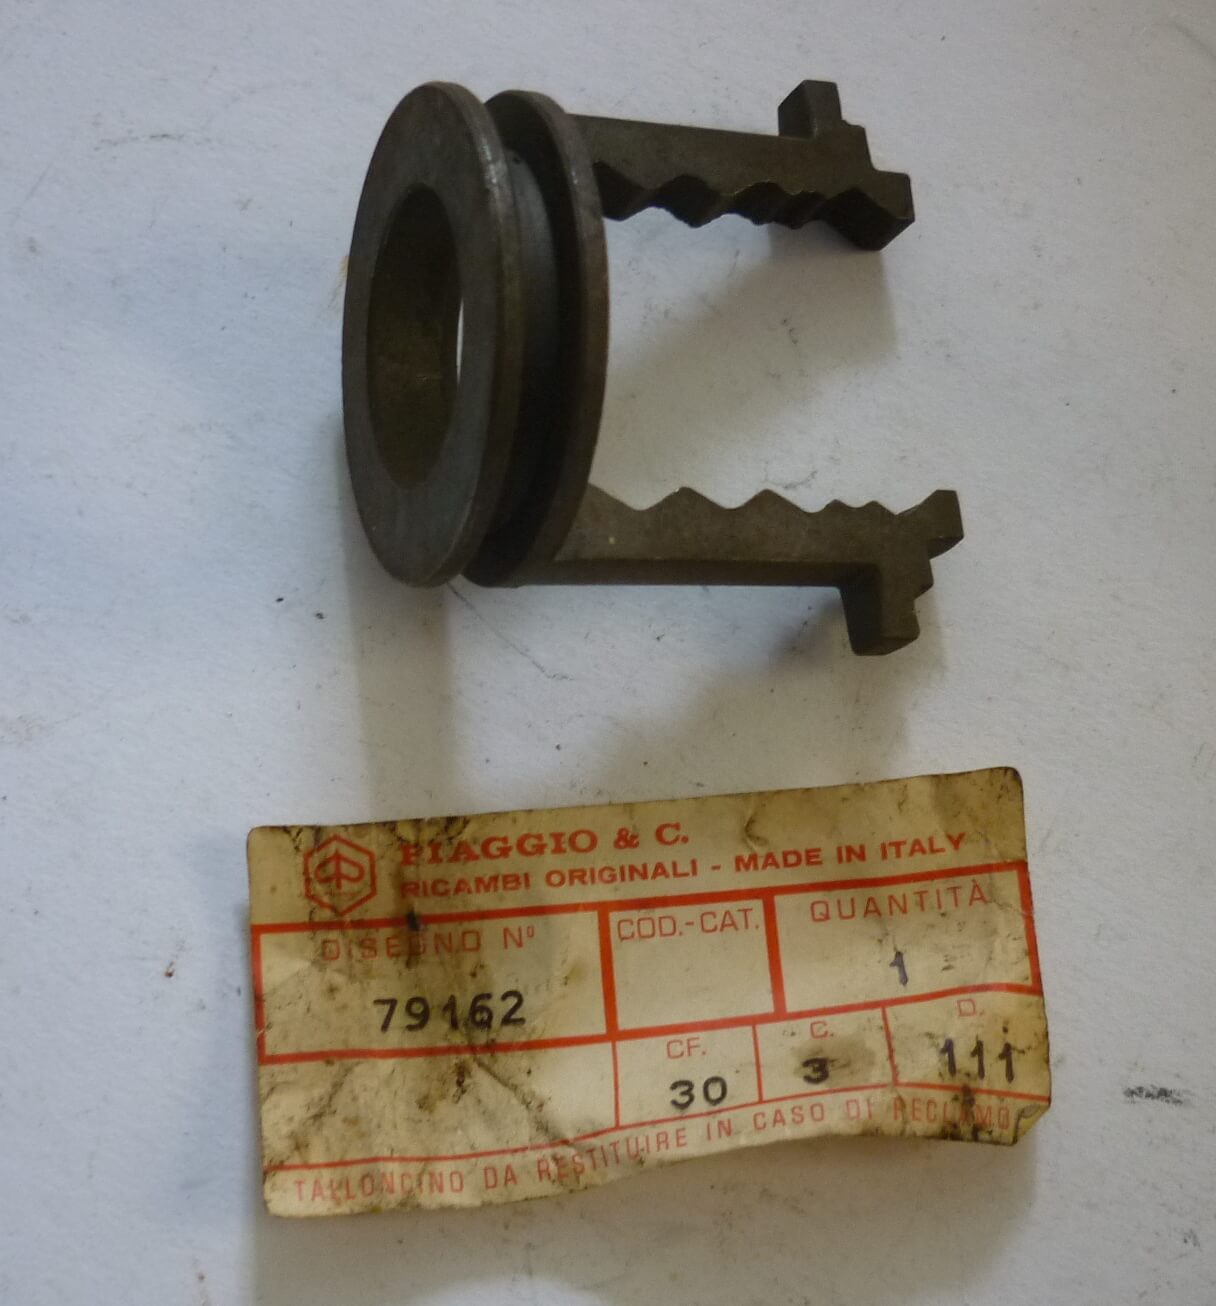 PIAGGIO & C.
RICAMBI ORIGINALI - MADE IN ITALY
DISEGNO Nº COD.-CAT. QUANTITÀ
79162 1
CF. C. D.
30 3 111
TALLONCINO DA RESTITUIRE IN CASO DI RECLAMO